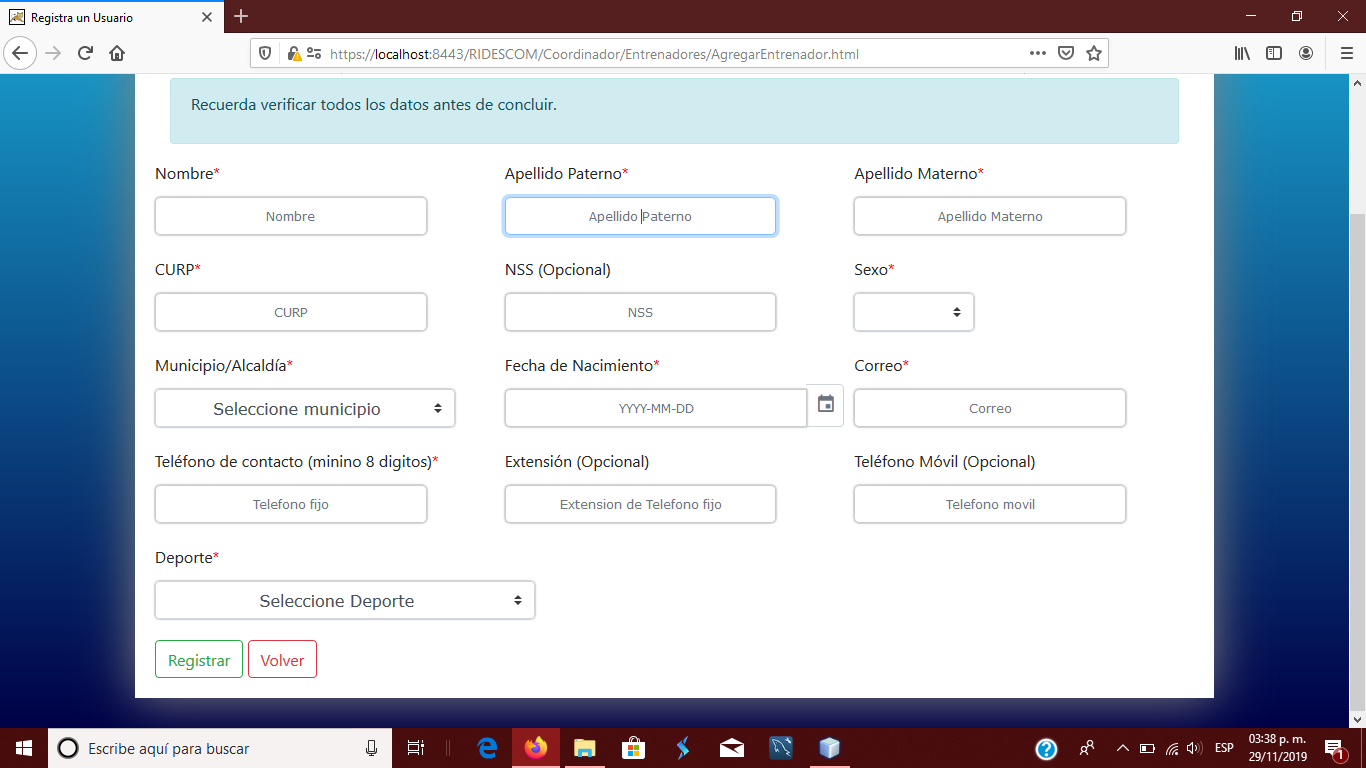 Registra un Usuario
https://localhost:8443/RIDESCOM/Coordinador/Entrenadores/AgregarEntrenador.html
Recuerda verificar todos los datos antes de concluir.
Nombre* Apellido Paterno* Apellido Materno*
Nombre Apellido Paterno Apellido Materno
CURP* NSS (Opcional) Sexo*
CURP NSS
Municipio/Alcaldía* Fecha de Nacimiento* Correo*
Seleccione municipio YYYY-MM-DD Correo
Teléfono de contacto (minino 8 digitos)* Extensión (Opcional) Teléfono Móvil (Opcional)
Telefono fijo Extension de Telefono fijo Telefono movil
Deporte*
Seleccione Deporte
Registrar Volver
Escribe aquí para buscar ESP 03:38 p. m.
29/11/2019 1